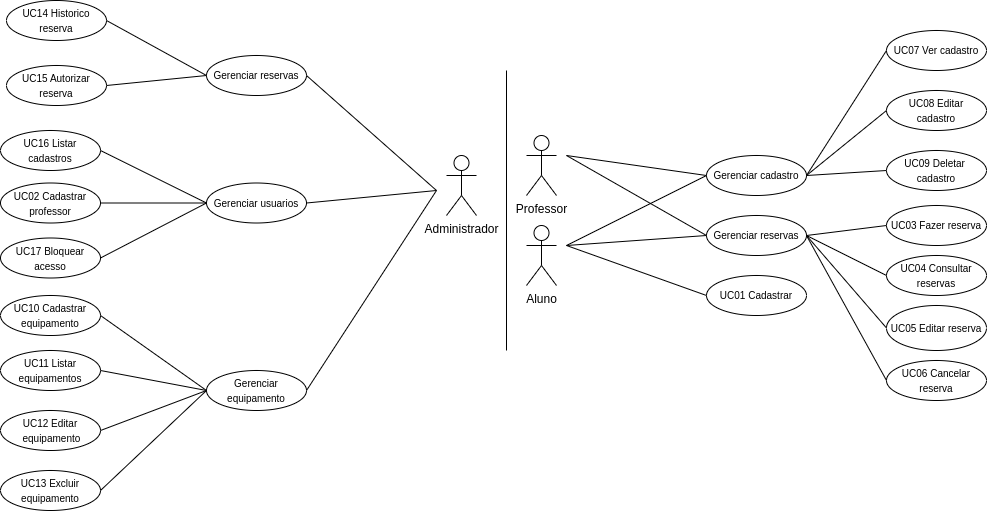 UC14 Historico
reserva
UC15 Autorizar
reserva
Gerenciar reservas
UC16 Listar
cadastros
UC02 Cadastrar
professor
UC17 Bloquear
acesso
Gerenciar usuarios
UC10 Cadastrar
equipamento
UC11 Listar
equipamentos
UC12 Editar
equipamento
UC13 Excluir
equipamento
Gerenciar
equipamento
Administrador
Professor
Aluno
Gerenciar cadastro
Gerenciar reservas
UC01 Cadastrar
UC07 Ver cadastro
UC08 Editar
cadastro
UC09 Deletar
cadastro
UC03 Fazer reserva
UC04 Consultar
reservas
UC05 Editar reserva
UC06 Cancelar
reserva